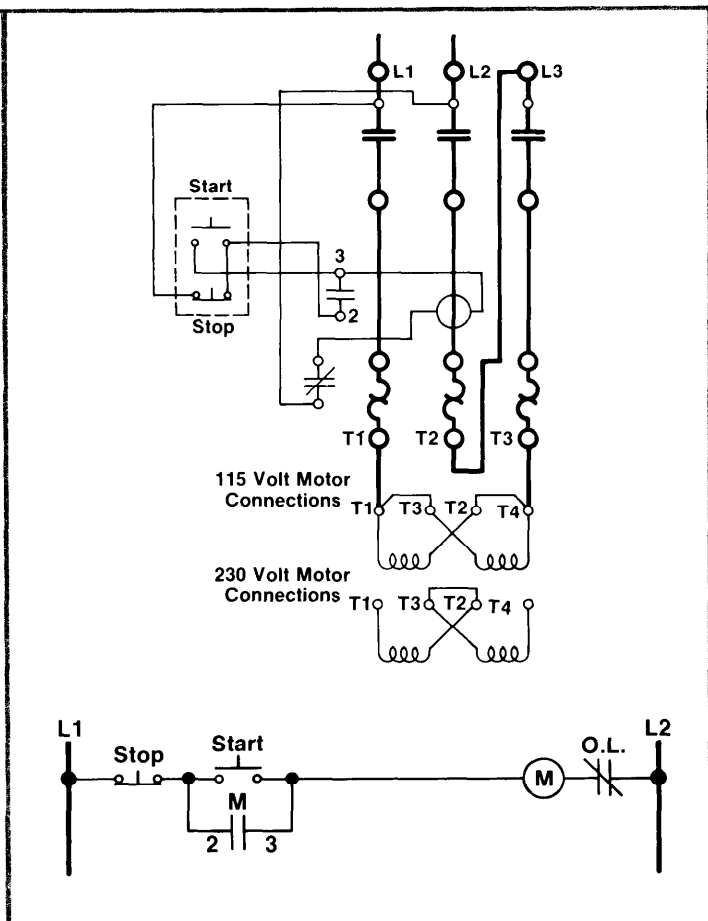 L1 L2 L3
Start
3
Stop
2
T1 T2 T3
115 Volt Motor
Connections
T1 T3 T2 T4
230 Volt Motor
Connections
T1 T3 T2 T4
L1 L2
Stop Start O.L.
M
M
2 3